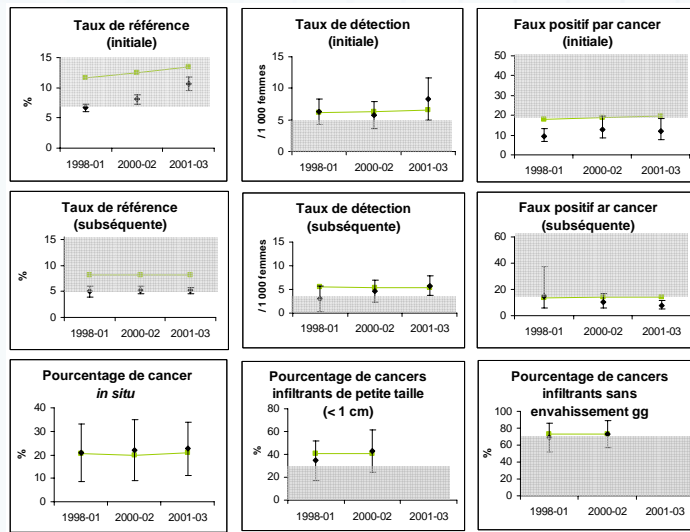 Taux de référence
(initiale)
15
10
5
0
%
1998-01 2000-02 2001-03
Taux de détection
(initiale)
15
10
5
0
/ 1 000 femmes
1998-01 2000-02 2001-03
Faux positif par cancer
(initiale)
50
40
30
20
10
0
1998-01 2000-02 2001-03
Taux de référence
(subséquente)
15
10
5
0
%
1998-01 2000-02 2001-03
Taux de détection
(subséquente)
15
10
5
0
/ 1 000 femmes
1998-01 2000-02 2001-03
Faux positif ar cancer
(subséquente)
60
40
20
0
1998-01 2000-02 2001-03
Pourcentage de cancer
in situ
40
30
20
10
0
%
1998-01 2000-02 2001-03
Pourcentage de cancers
infiltrants de petite taille
(< 1 cm)
80
60
40
20
0
%
1998-01 2000-02 2001-03
Pourcentage de cancers
infiltrants sans
envahissement gg
100
80
60
40
20
0
%
1998-01 2000-02 2001-03